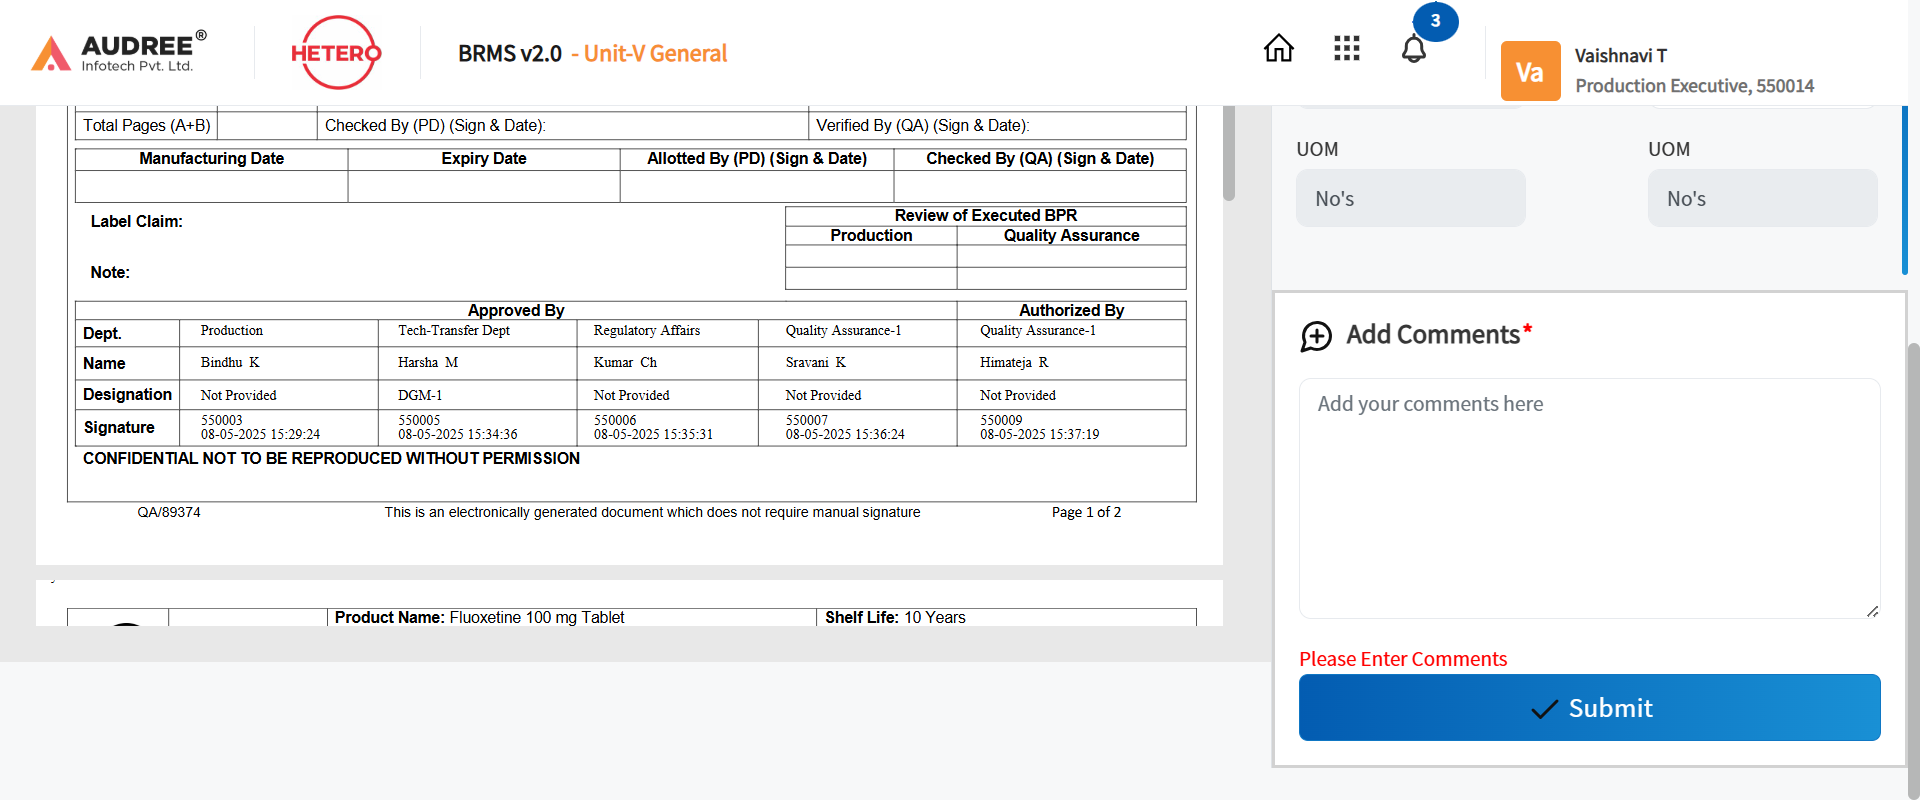 AUDREE®
Infotech Pvt. Ltd.
HETERO
BRMS v2.0 - Unit-V General
3
Va
Vaishnavi T
Production Executive, 550014
Total Pages (A+B) Checked By (PD) (Sign & Date): Verified By (QA) (Sign & Date):
Manufacturing Date Expiry Date Allotted By (PD) (Sign & Date) Checked By (QA) (Sign & Date)
Label Claim:
Review of Executed BPR
Production Quality Assurance
Note:
Approved By Authorized By
Dept. Production Tech-Transfer Dept Regulatory Affairs Quality Assurance-1 Quality Assurance-1
Name Bindhu K Harsha M Kumar Ch Sravani K Himateja R
Designation Not Provided DGM-1 Not Provided Not Provided Not Provided
Signature 550003 550005 550006 550007 550009
08-05-2025 15:29:24 08-05-2025 15:34:36 08-05-2025 15:35:31 08-05-2025 15:36:24 08-05-2025 15:37:19
CONFIDENTIAL NOT TO BE REPRODUCED WITHOUT PERMISSION
QA/89374 This is an electronically generated document which does not require manual signature Page 1 of 2
Product Name: Fluoxetine 100 mg Tablet Shelf Life: 10 Years
UOM UOM
No's No's
Add Comments*
Add your comments here
Please Enter Comments
Submit